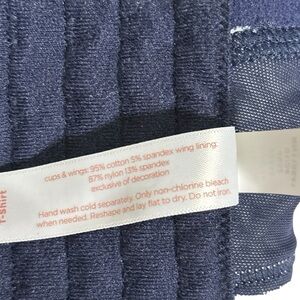 T-Shirt
cups & wings: 95% cotton 5% spandex wing lining:
87% nylon 13% spandex
exclusive of decoration
Hand wash cold separately. Only non-chlorine bleach
when needed. Reshape and lay flat to dry. Do not iron.